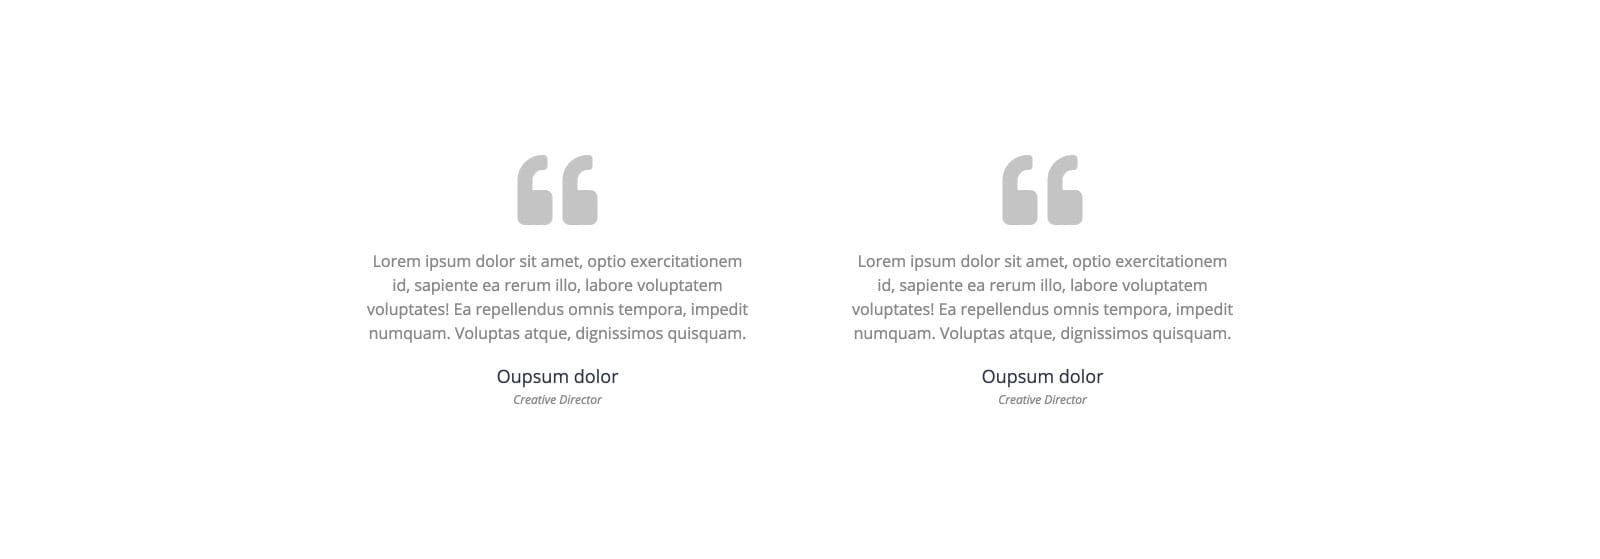 Lorem ipsum dolor sit amet, optio exercitationem
id, sapiente ea rerum illo, labore voluptatem
voluptates! Ea repellendus omnis tempora, impedit
numquam. Voluptas atque, dignissimos quisquam.
Oupsum dolor
Creative Director
Lorem ipsum dolor sit amet, optio exercitationem
id, sapiente ea rerum illo, labore voluptatem
voluptates! Ea repellendus omnis tempora, impedit
numquam. Voluptas atque, dignissimos quisquam.
Oupsum dolor
Creative Director